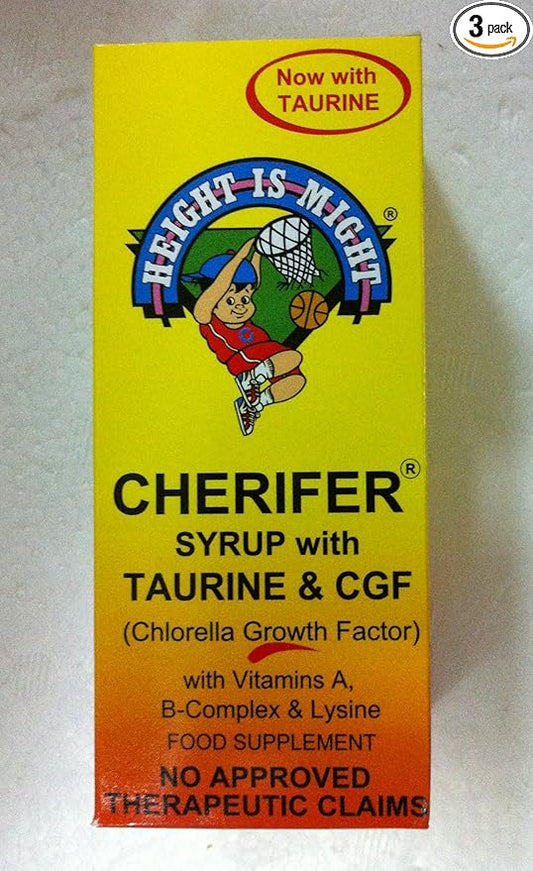 3 pack
Now with
TAURINE
HEIGHT IS MIGHT ®
CHERIFER ®
SYRUP with
TAURINE & CGF
(Chlorella Growth Factor)
with Vitamins A,
B-Complex & Lysine
FOOD SUPPLEMENT
NO APPROVED
THERAPEUTIC CLAIMS